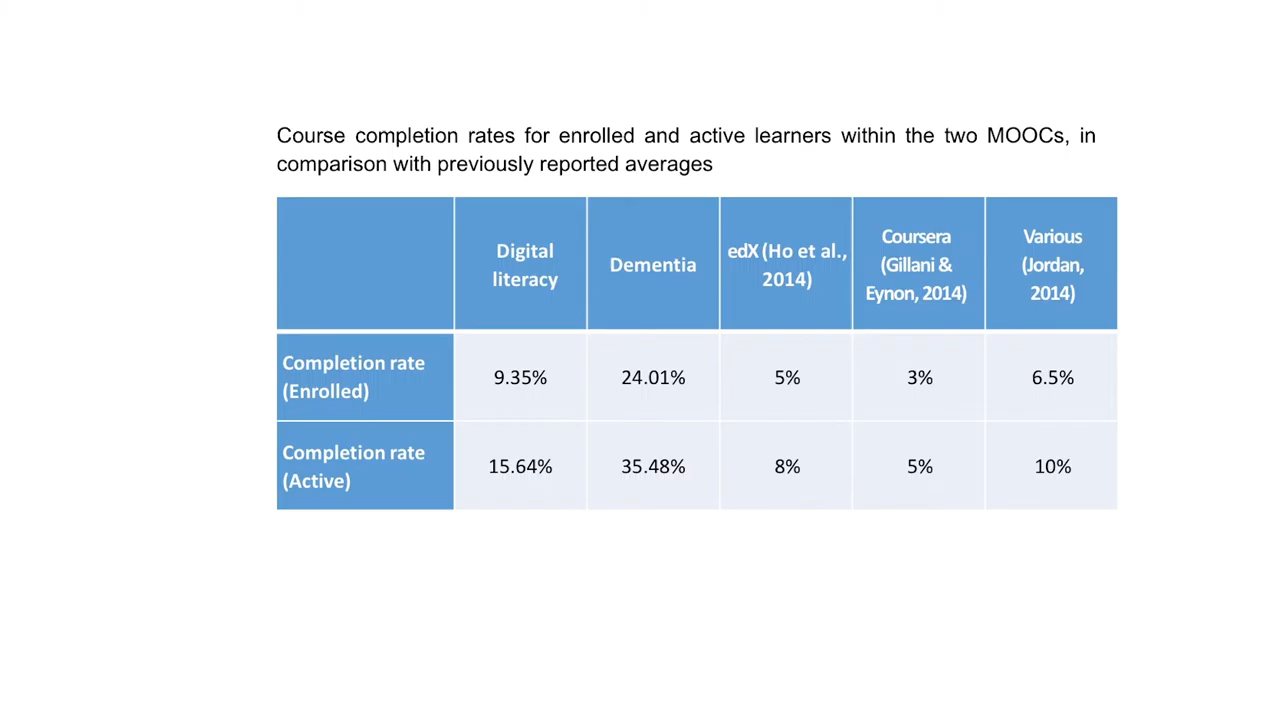 Course completion rates for enrolled and active learners within the two MOOCs, in
comparison with previously reported averages
Digital
literacy
Dementia
edX (Ho et al.,
2014)
Coursera
(Gillani &
Eynon, 2014)
Various
(Jordan,
2014)
Completion rate
(Enrolled)
9.35%
24.01%
5%
3%
6.5%
Completion rate
(Active)
15.64%
35.48%
8%
5%
10%